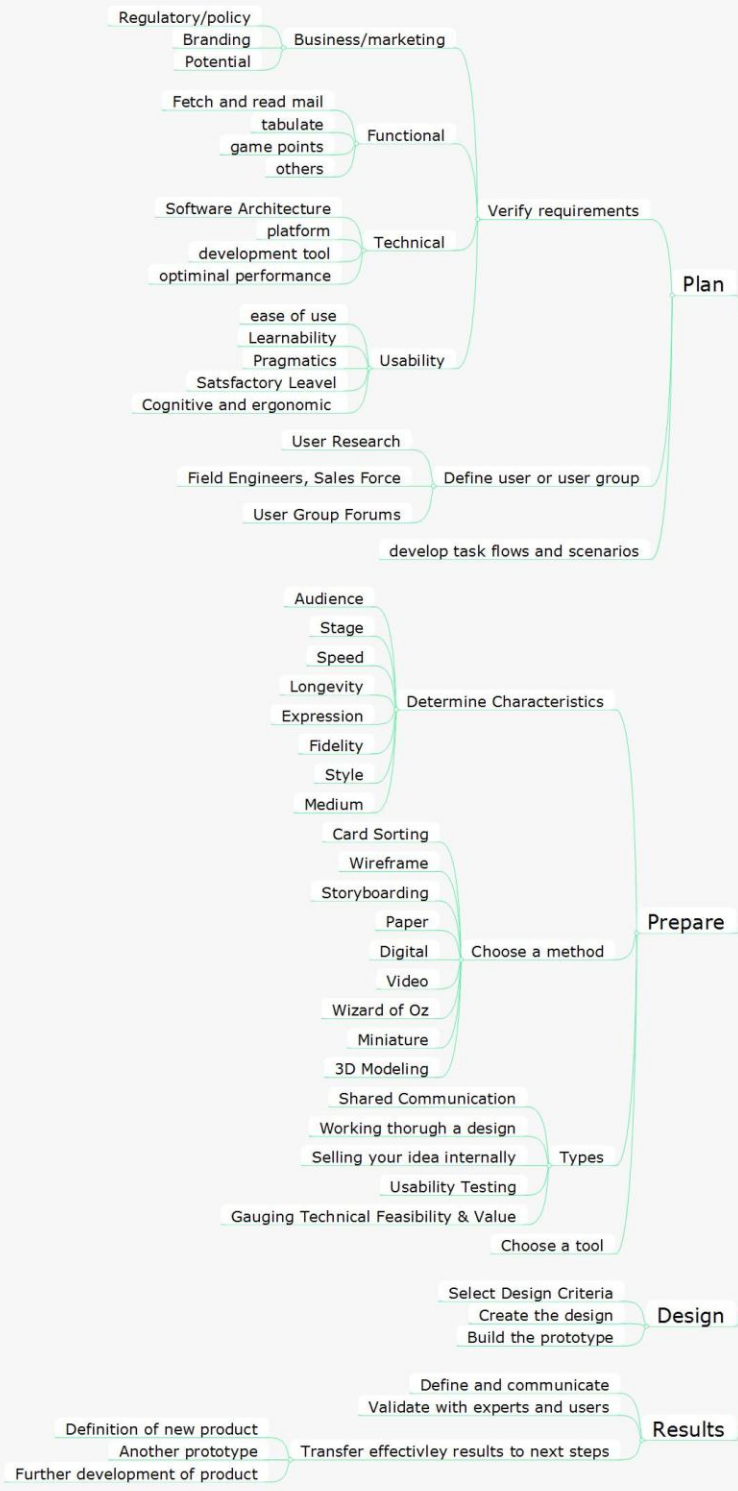 Regulatory/policy
Branding
Potential
Business/marketing
Fetch and read mail
tabulate
game points
others
Functional
Software Architecture
platform
development tool
optiminal performance
Technical
ease of use
Learnability
Pragmatics
Satsfactory Leavel
Cognitive and ergonomic
Usability
Verify requirements
User Research
Field Engineers, Sales Force
User Group Forums
Define user or user group
develop task flows and scenarios
Plan
Audience
Stage
Speed
Longevity
Expression
Fidelity
Style
Medium
Determine Characteristics
Card Sorting
Wireframe
Storyboarding
Paper
Digital
Video
Wizard of Oz
Miniature
3D Modeling
Choose a method
Shared Communication
Working thorugh a design
Selling your idea internally
Usability Testing
Gauging Technical Feasibility & Value
Types
Choose a tool
Prepare
Select Design Criteria
Create the design
Build the prototype
Design
Define and communicate
Validate with experts and users
Definition of new product
Another prototype
Further development of product
Transfer effectivley results to next steps
Results